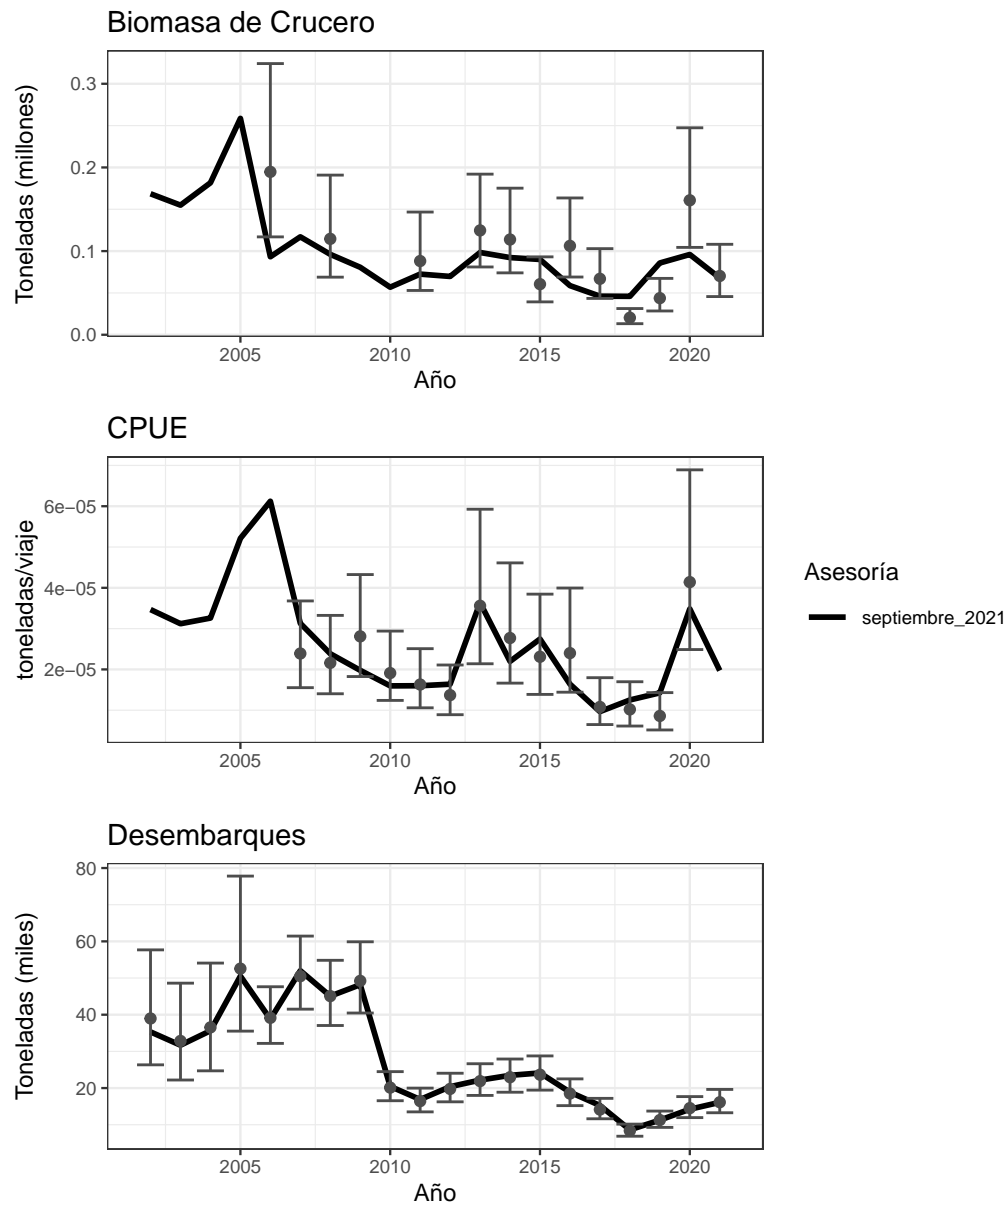 Biomasa de Crucero
Toneladas (millones)
0.3
0.2
0.1
0.0
2005 2010 2015 2020
Año
CPUE
toneladas/viaje
6e−05
4e−05
2e−05
2005 2010 2015 2020
Año
Asesoría
septiembre_2021
Desembarques
Toneladas (miles)
80
60
40
20
2005 2010 2015 2020
Año